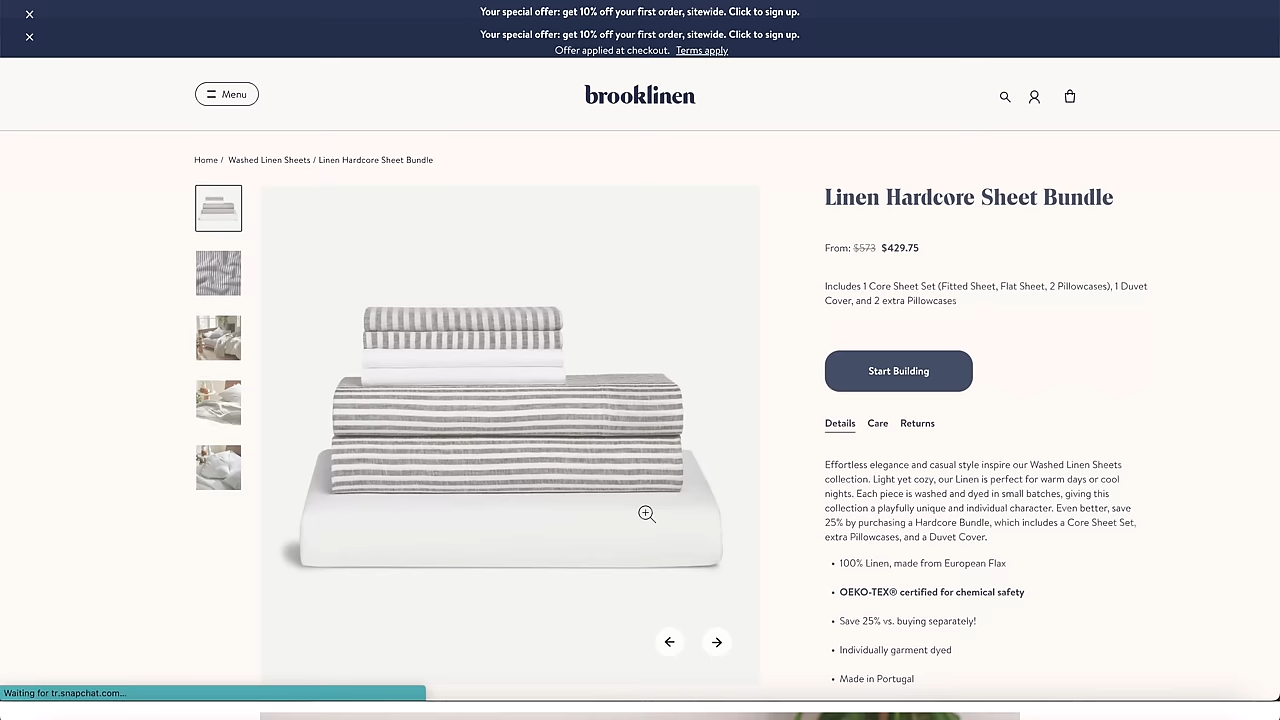 Your special offer: get 10% off your first order, sitewide. Click to sign up.
Your special offer: get 10% off your first order, sitewide. Click to sign up.
Offer applied at checkout. Terms apply
Menu
brooklinen
Home / Washed Linen Sheets / Linen Hardcore Sheet Bundle
Linen Hardcore Sheet Bundle
From: $573 $429.75
Includes 1 Core Sheet Set (Fitted Sheet, Flat Sheet, 2 Pillowcases), 1 Duvet
Cover, and 2 extra Pillowcases
Start Building
Details Care Returns
Effortless elegance and casual style inspire our Washed Linen Sheets
collection. Light yet cozy, our Linen is perfect for warm days or cool
nights. Each piece is washed and dyed in small batches, giving this
collection a playfully unique and individual character. Even better, save
25% by purchasing a Hardcore Bundle, which includes a Core Sheet Set,
extra Pillowcases, and a Duvet Cover.
• 100% Linen, made from European Flax
• OEKO-TEX® certified for chemical safety
• Save 25% vs. buying separately!
• Individually garment dyed
• Made in Portugal
Waiting for tr.snapchat.com...